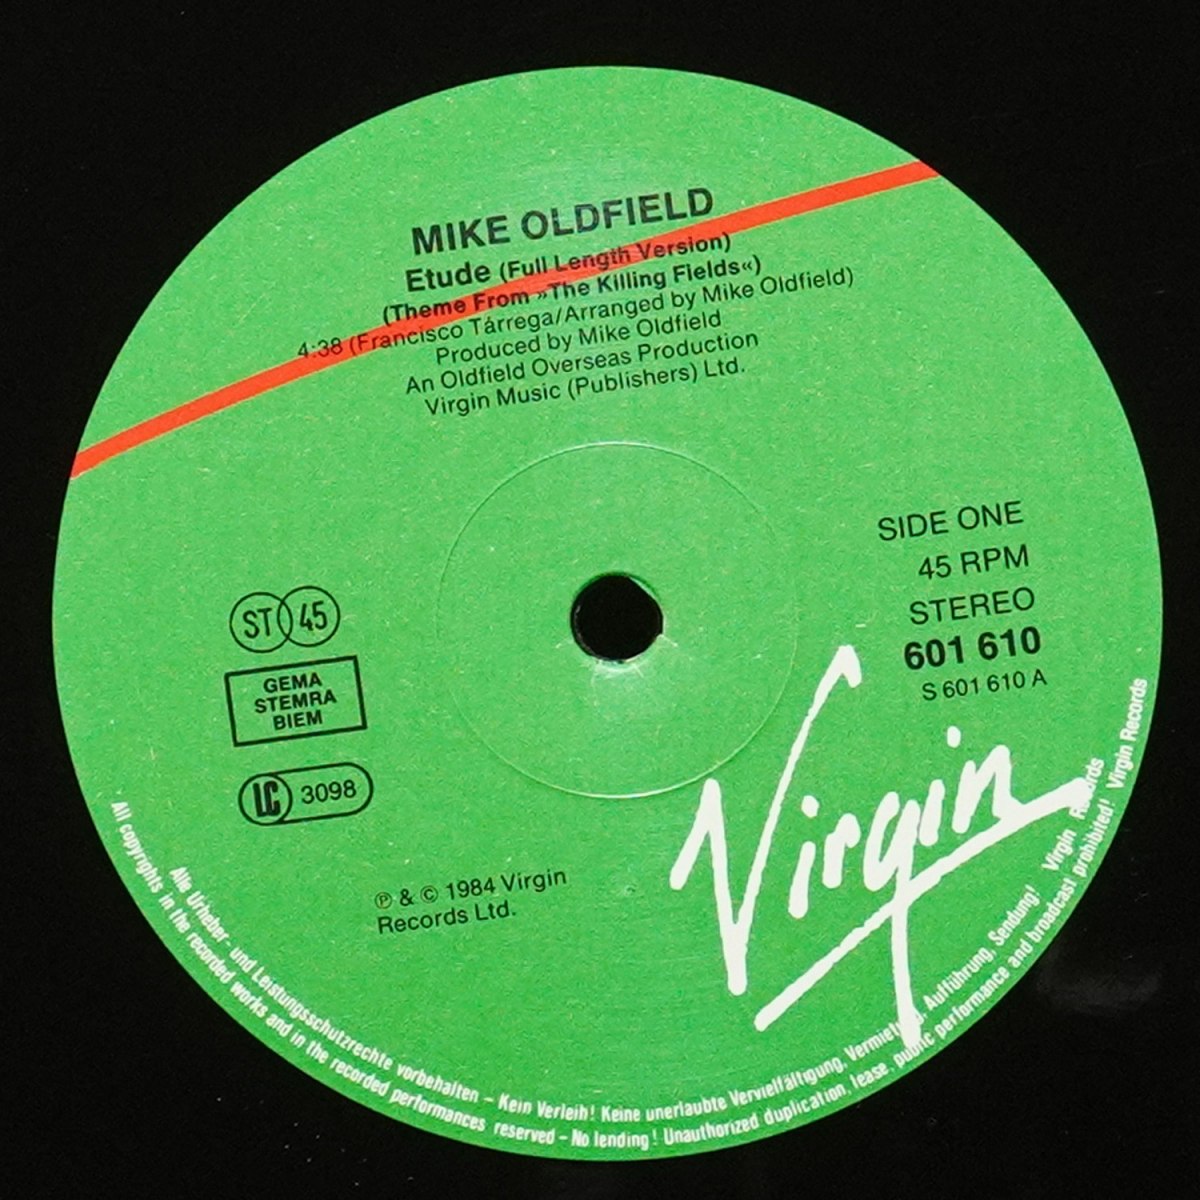 MIKE OLDFIELD
Etude (Full Length Version)
(Theme From »The Killing Fields«)
4:38 (Francisco Tárrega/Arranged by Mike Oldfield)
Produced by Mike Oldfield
An Oldfield Overseas Production
Virgin Music (Publishers) Ltd.
SIDE ONE
45 RPM
STEREO
601 610
S 601 610 A
ST 45
GEMA
STEMRA
BIEM
LC 3098
Virgin
℗ & © 1984 Virgin
Records Ltd.
Alle Urheber- und Leistungsschutzrechte vorbehalten – Kein Verleih! Keine unerlaubte Vervielfältigung, Vermietung, Aufführung, Sendung! Virgin Records
All copyrights in the recorded works and in the recorded performances reserved – No lending! Unauthorized duplication, lease, public performance and broadcast prohibited! Virgin Records